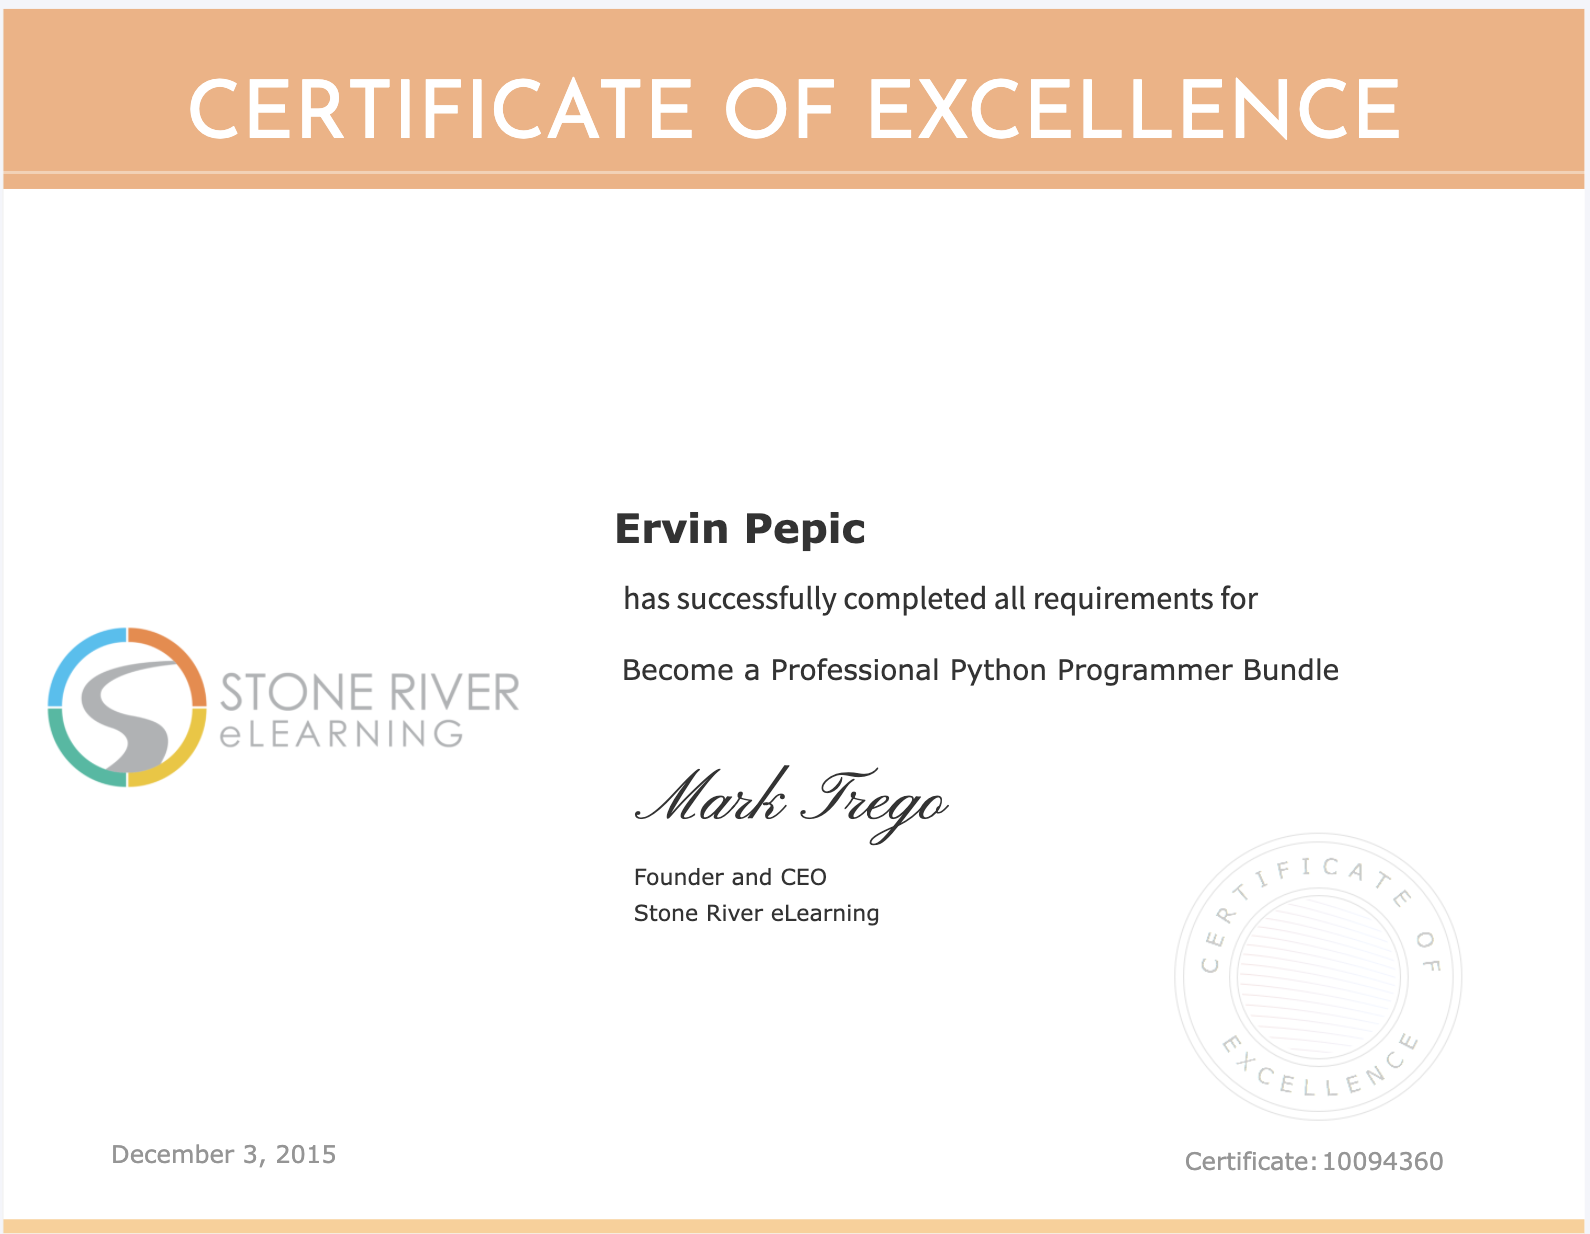 CERTIFICATE OF EXCELLENCE
Ervin Pepic
has successfully completed all requirements for
Become a Professional Python Programmer Bundle
STONE RIVER
eLEARNING
Mark Trego
Founder and CEO
Stone River eLearning
CERTIFICATE OF
EXCELLENCE
December 3, 2015
Certificate: 10094360